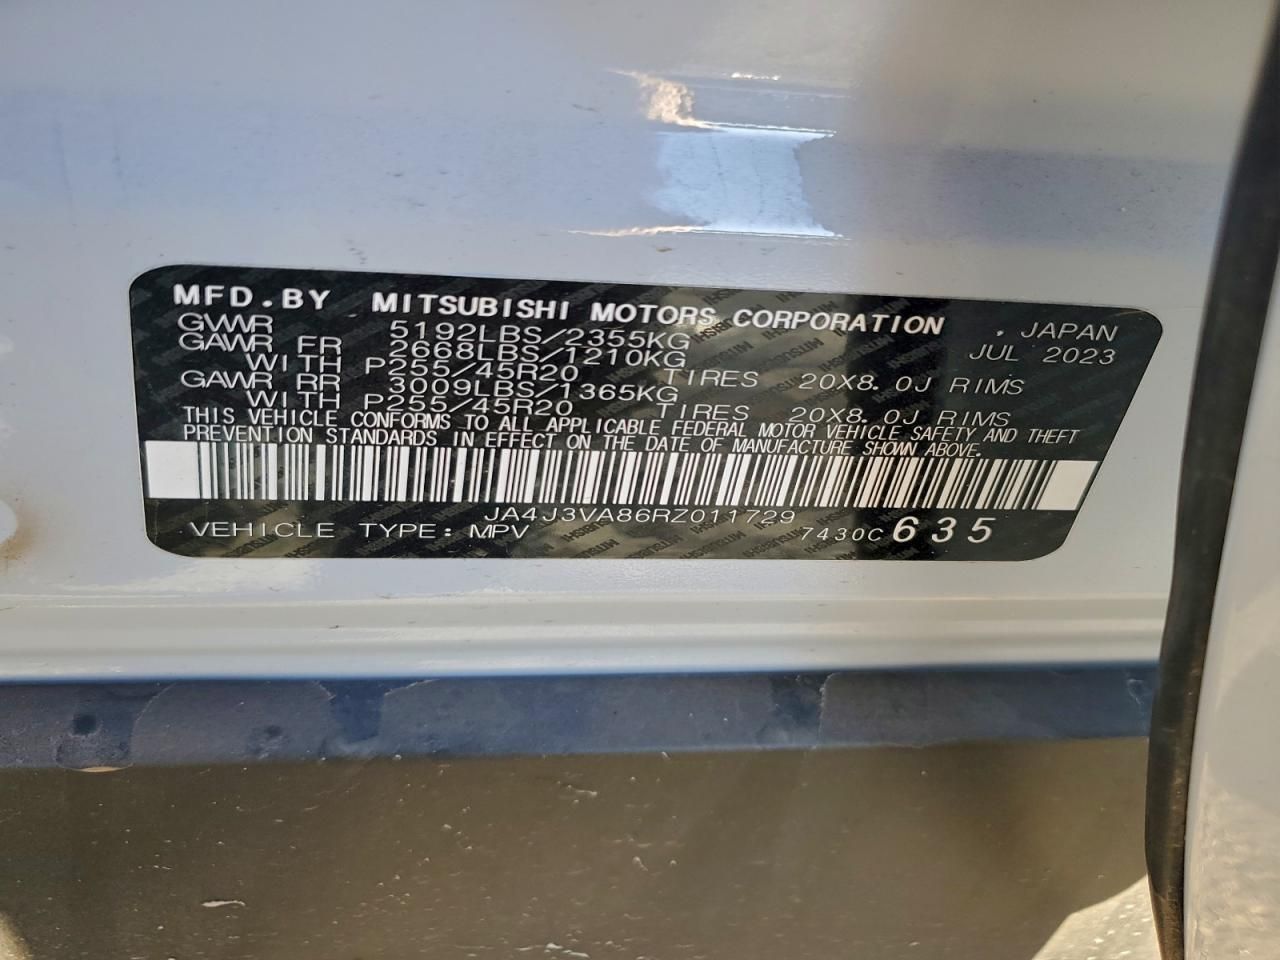 MFD.BY MITSUBISHI MOTORS CORPORATION , JAPAN
GVWR 5192LBS/2355KG JUL 2023
GAWR FR 2668LBS/1210KG
WITH P255/45R20 TIRES 20X8.0J RIMS
GAWR RR 3009LBS/1365KG
WITH P255/45R20 TIRES 20X8.0J RIMS
THIS VEHICLE CONFORMS TO ALL APPLICABLE FEDERAL MOTOR VEHICLE SAFETY AND THEFT
PREVENTION STANDARDS IN EFFECT ON THE DATE OF MANUFACTURE SHOWN ABOVE.
JA4J3VA86RZ011729
VEHICLE TYPE: MPV 7430C 635